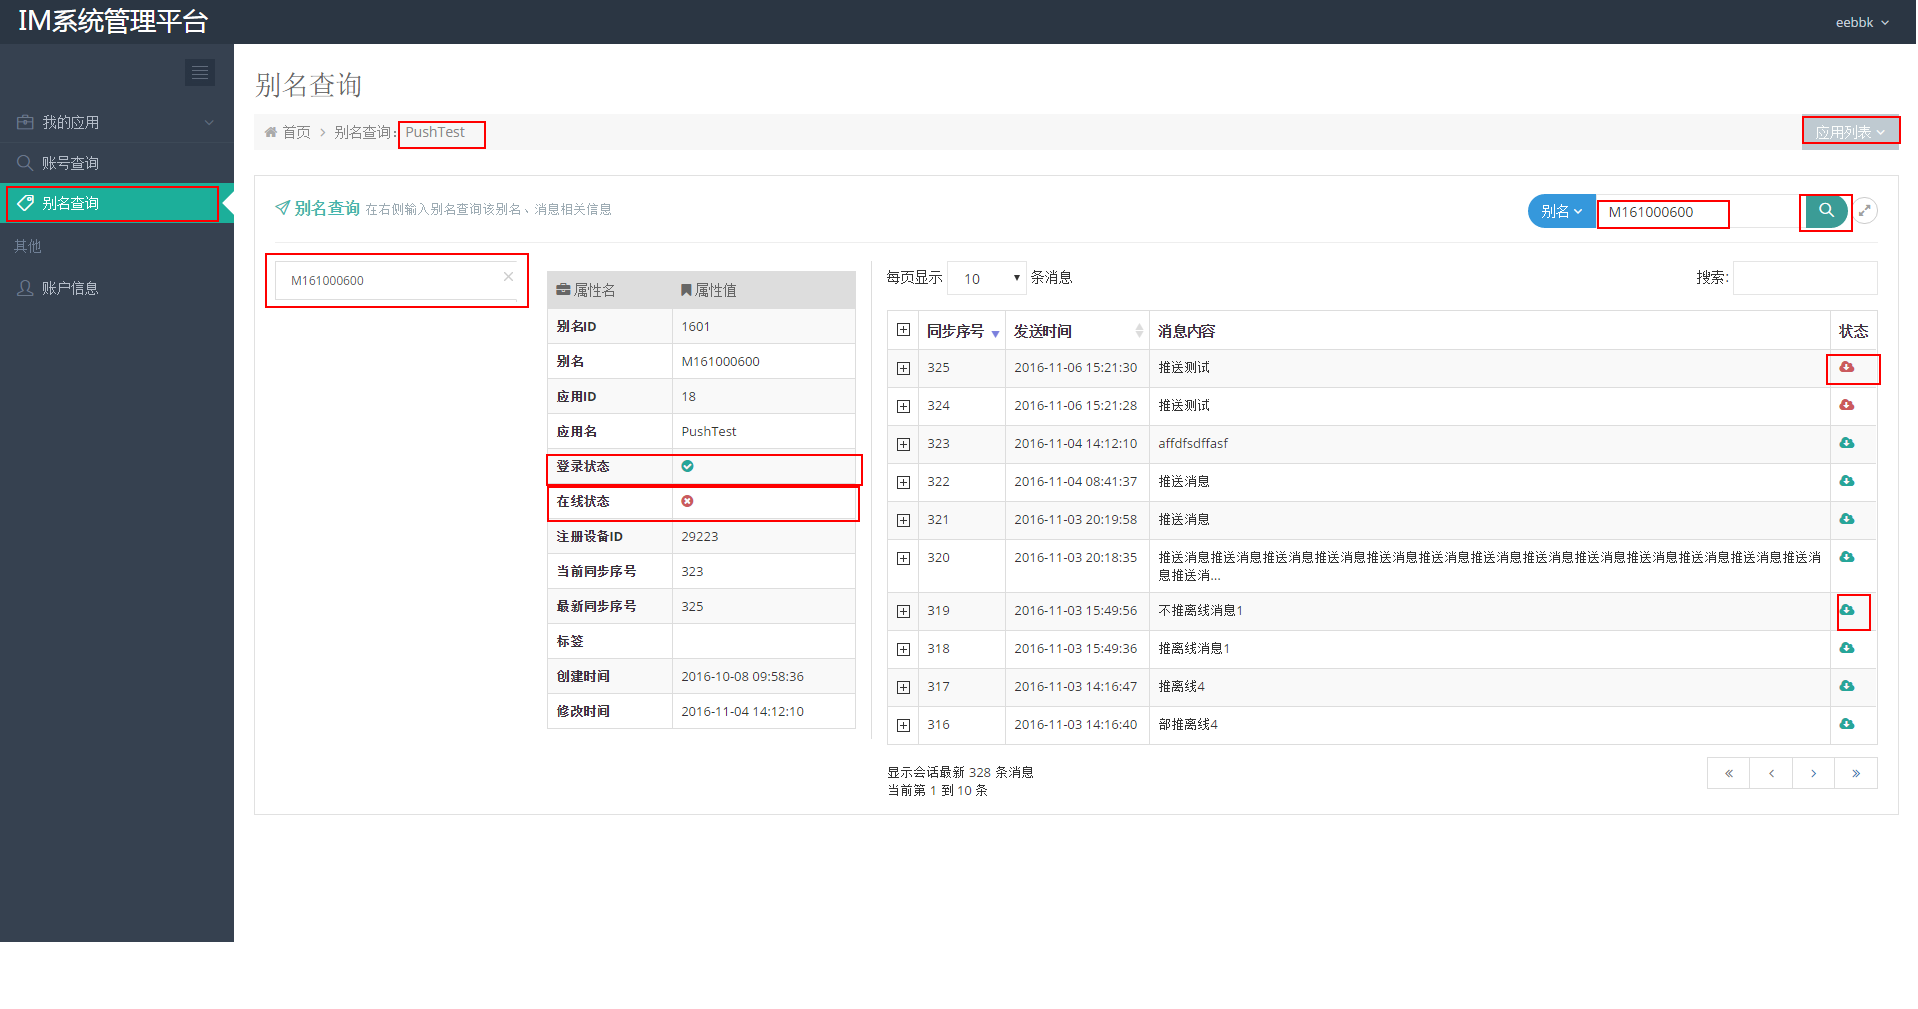 IM系统管理平台
eebbk
我的应用
账号查询
别名查询
其他
账户信息
别名查询
首页 > 别名查询: PushTest
应用列表
别名查询 在右侧输入别名查询该别名、消息相关信息
别名 M161000600
M161000600 ×
属性名 属性值
别名ID 1601
别名 M161000600
应用ID 18
应用名 PushTest
登录状态
在线状态
注册设备ID 29223
当前同步序号 323
最新同步序号 325
标签
创建时间 2016-10-08 09:58:36
修改时间 2016-11-04 14:12:10
每页显示 10 条消息
搜索:
同步序号 发送时间 消息内容 状态
325 2016-11-06 15:21:30 推送测试
324 2016-11-06 15:21:28 推送测试
323 2016-11-04 14:12:10 affdfsdffasf
322 2016-11-04 08:41:37 推送消息
321 2016-11-03 20:19:58 推送消息
320 2016-11-03 20:18:35 推送消息推送消息推送消息推送消息推送消息推送消息推送消息推送消息推送消息推送消息推送消息推送消息推送消
息推送消...
319 2016-11-03 15:49:56 不推离线消息1
318 2016-11-03 15:49:36 推离线消息1
317 2016-11-03 14:16:47 推离线4
316 2016-11-03 14:16:40 部推离线4
显示会话最新 328 条消息
当前第 1 到 10 条
« ‹ › »